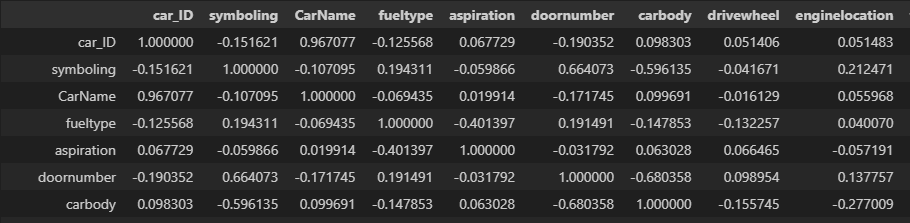 car_ID symboling CarName fueltype aspiration doornumber carbody drivewheel enginelocation
car_ID 1.000000 -0.151621 0.967077 -0.125568 0.067729 -0.190352 0.098303 0.051406 0.051483
symboling -0.151621 1.000000 -0.107095 0.194311 -0.059866 0.664073 -0.596135 -0.041671 0.212471
CarName 0.967077 -0.107095 1.000000 -0.069435 0.019914 -0.171745 0.099691 -0.016129 0.055968
fueltype -0.125568 0.194311 -0.069435 1.000000 -0.401397 0.191491 -0.147853 -0.132257 0.040070
aspiration 0.067729 -0.059866 0.019914 -0.401397 1.000000 -0.031792 0.063028 0.066465 -0.057191
doornumber -0.190352 0.664073 -0.171745 0.191491 -0.031792 1.000000 -0.680358 0.098954 0.137757
carbody 0.098303 -0.596135 0.099691 -0.147853 0.063028 -0.680358 1.000000 -0.155745 -0.277009